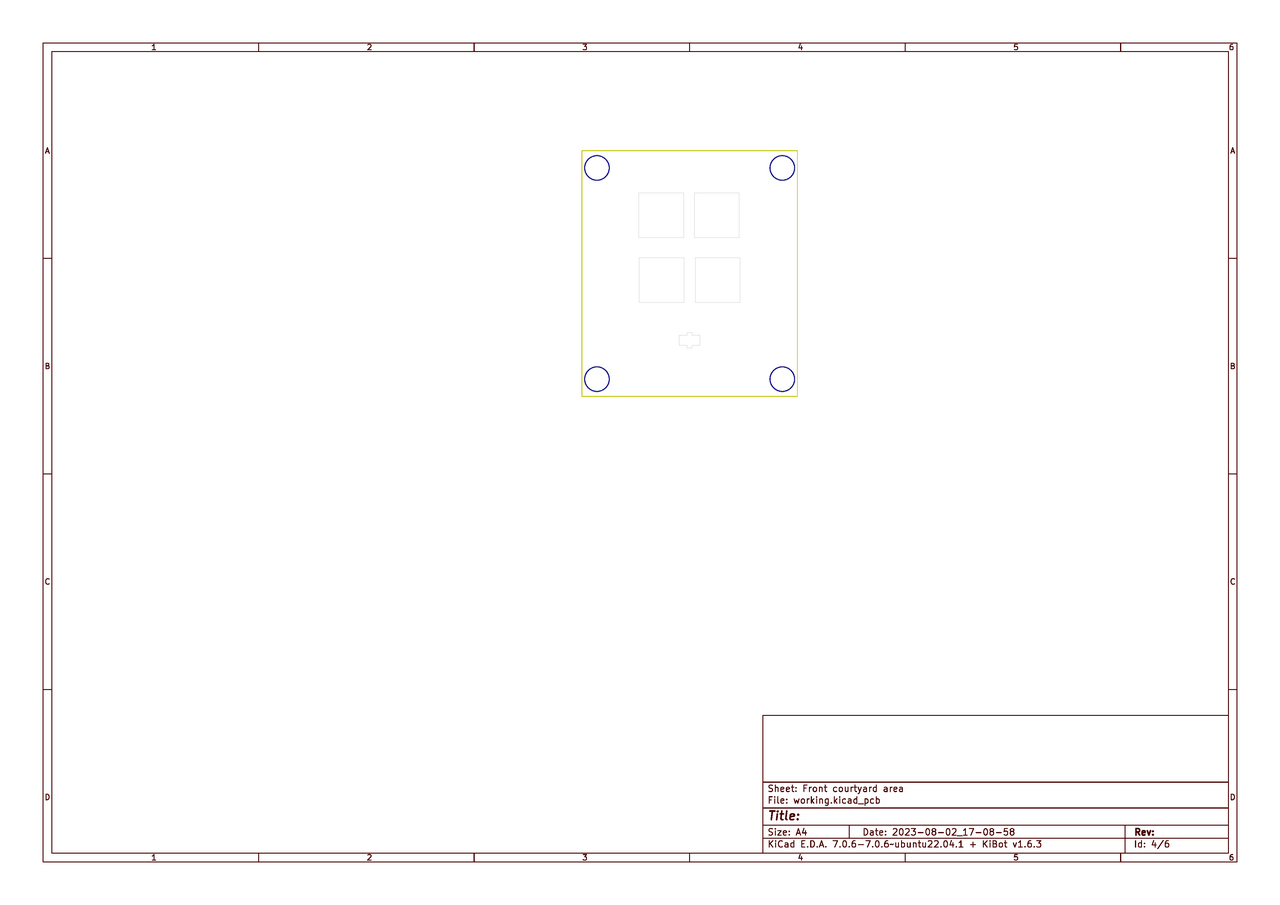 1 2 3 4 5 6
A A
B B
C C
D D
Sheet: Front courtyard area
File: working.kicad_pcb
Title:
Size: A4 Date: 2023-08-02_17-08-58 Rev:
KiCad E.D.A. 7.0.6-7.0.6~ubuntu22.04.1 + KiBot v1.6.3 Id: 4/6
1 2 3 4 5 6